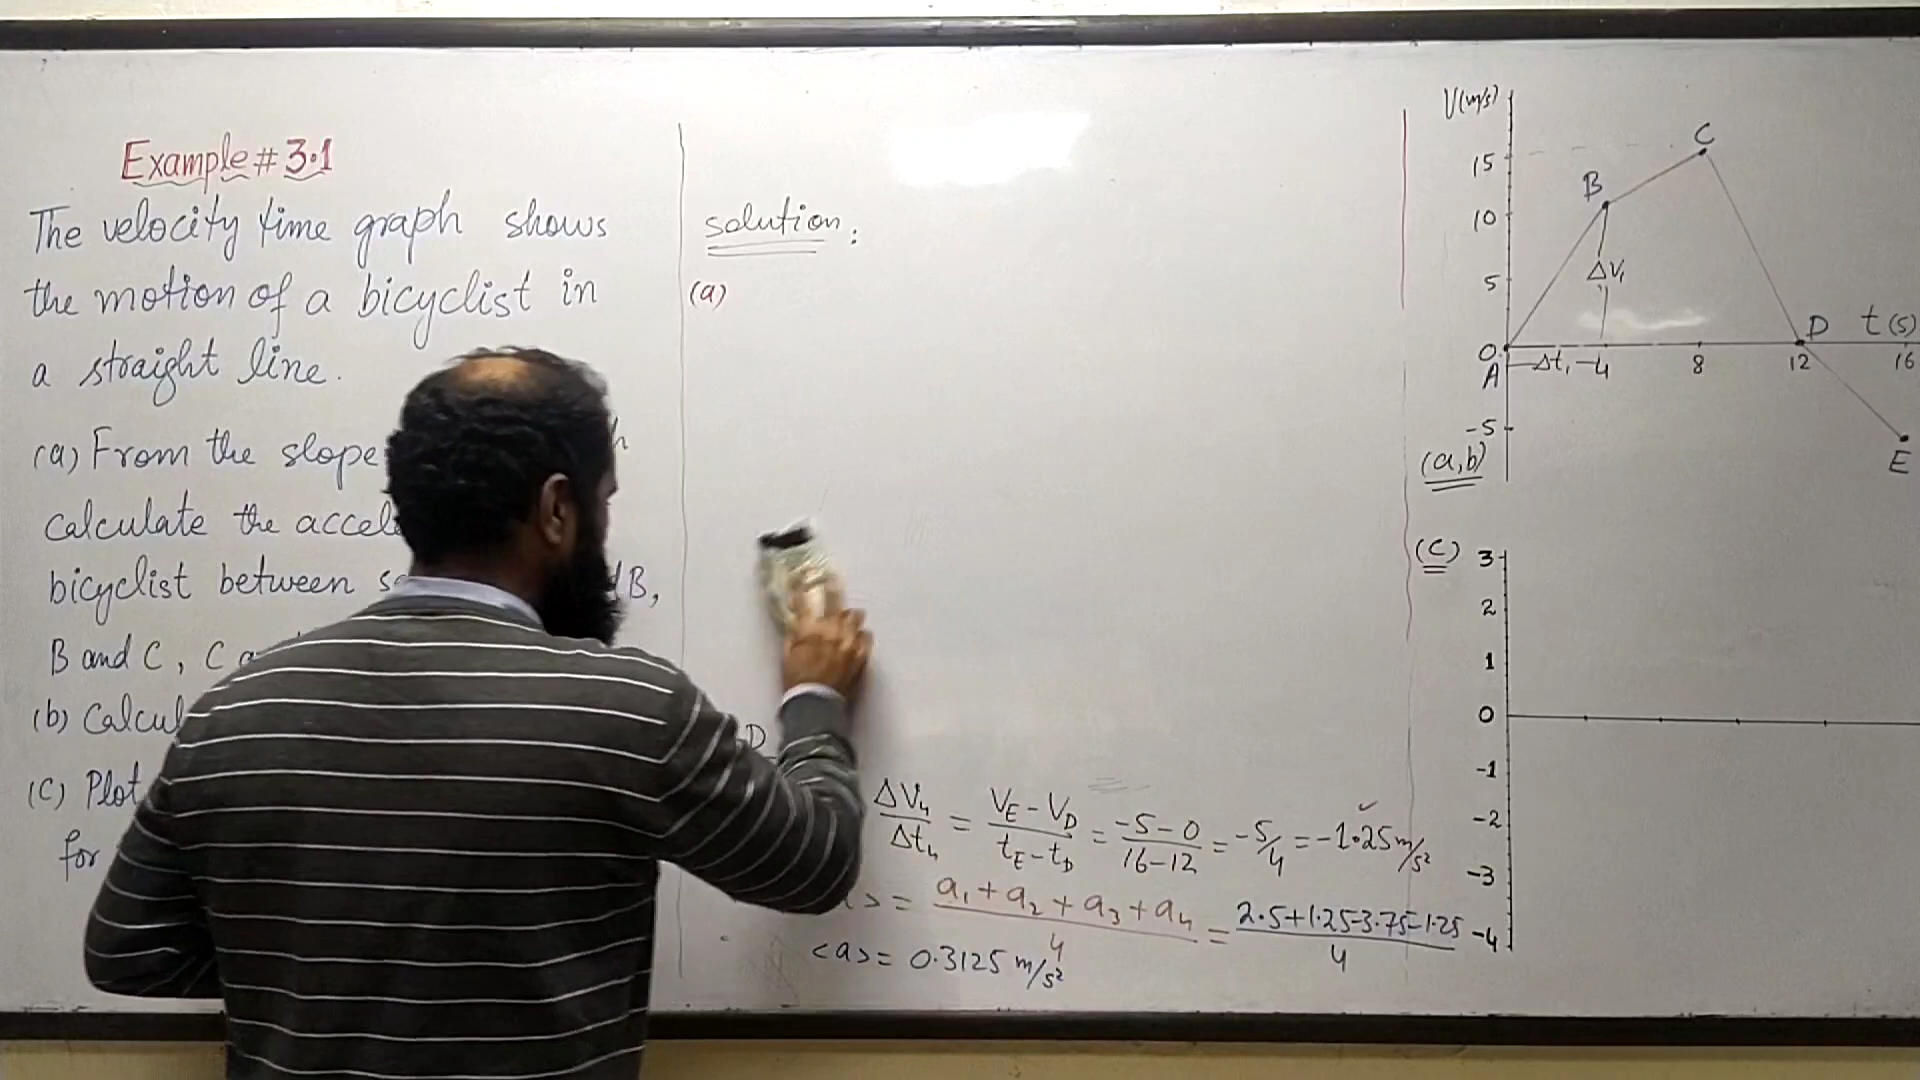 Example # 3.1
The velocity time graph shows
the motion of a bicyclist in
a straight line.
(a) From the slope
calculate the accel
bicyclist between B,
B and C, C
(b) Calcul
(C) Plot
for
solution:
(a)
D
ΔV₄/Δt₄ = (V_E - V_D)/(t_E - t_D) = (-5-0)/(16-12) = -5/4 = -1.25 m/s²
> = (a₁ + a₂ + a₃ + a₄)/4 = (2.5+1.25-3.75-1.25)/4
<a> = 0.3125 m/s²
V(m/s)
15
10
5
0
-5
A
B
C
D
E
ΔV₁
Δt₁
4
8
12
16
t(s)
(a,b)
(C)
3
2
1
0
-1
-2
-3
-4